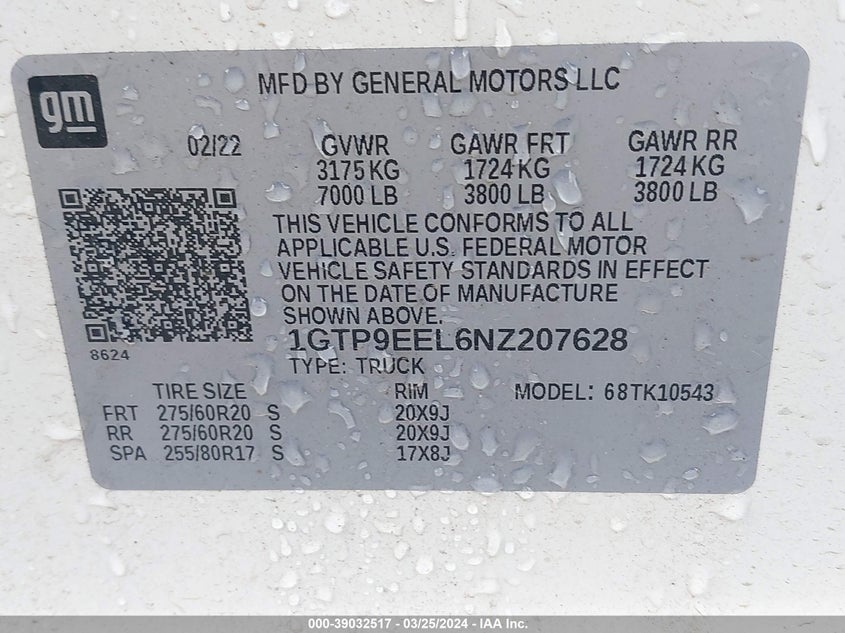 gm
MFD BY GENERAL MOTORS LLC
02/22 GVWR GAWR FRT GAWR RR
3175 KG 1724 KG 1724 KG
7000 LB 3800 LB 3800 LB
THIS VEHICLE CONFORMS TO ALL
APPLICABLE U.S. FEDERAL MOTOR
VEHICLE SAFETY STANDARDS IN EFFECT
ON THE DATE OF MANUFACTURE
SHOWN ABOVE.
1GTP9EEL6NZ207628
8624
TYPE: TRUCK
TIRE SIZE RIM MODEL: 68TK10543
FRT 275/60R20 S 20X9J
RR 275/60R20 S 20X9J
SPA 255/80R17 S 17X8J
000-39032517 - 03/25/2024 - IAA Inc.